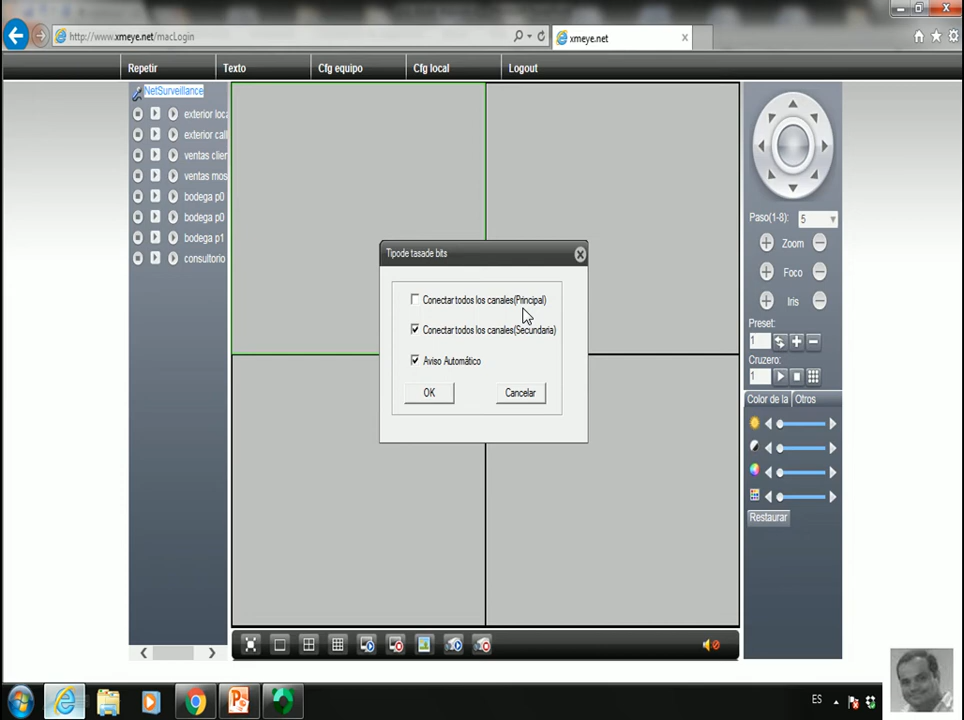 http://www.xmeye.net/macLogin
xmeye.net
Repetir
Texto
Cfg equipo
Cfg local
Logout
NetSurveillance
exterior loca
exterior call
ventas clien
ventas mos
bodega p0
bodega p0
bodega p1
consultorio
Tipode tasade bits
Conectar todos los canales(Principal)
Conectar todos los canales(Secundaria)
Aviso Automático
OK
Cancelar
Paso(1-8):
5
Zoom
Foco
Iris
Preset:
1
Cruzero:
1
Color de la
Otros
Restaurar
ES